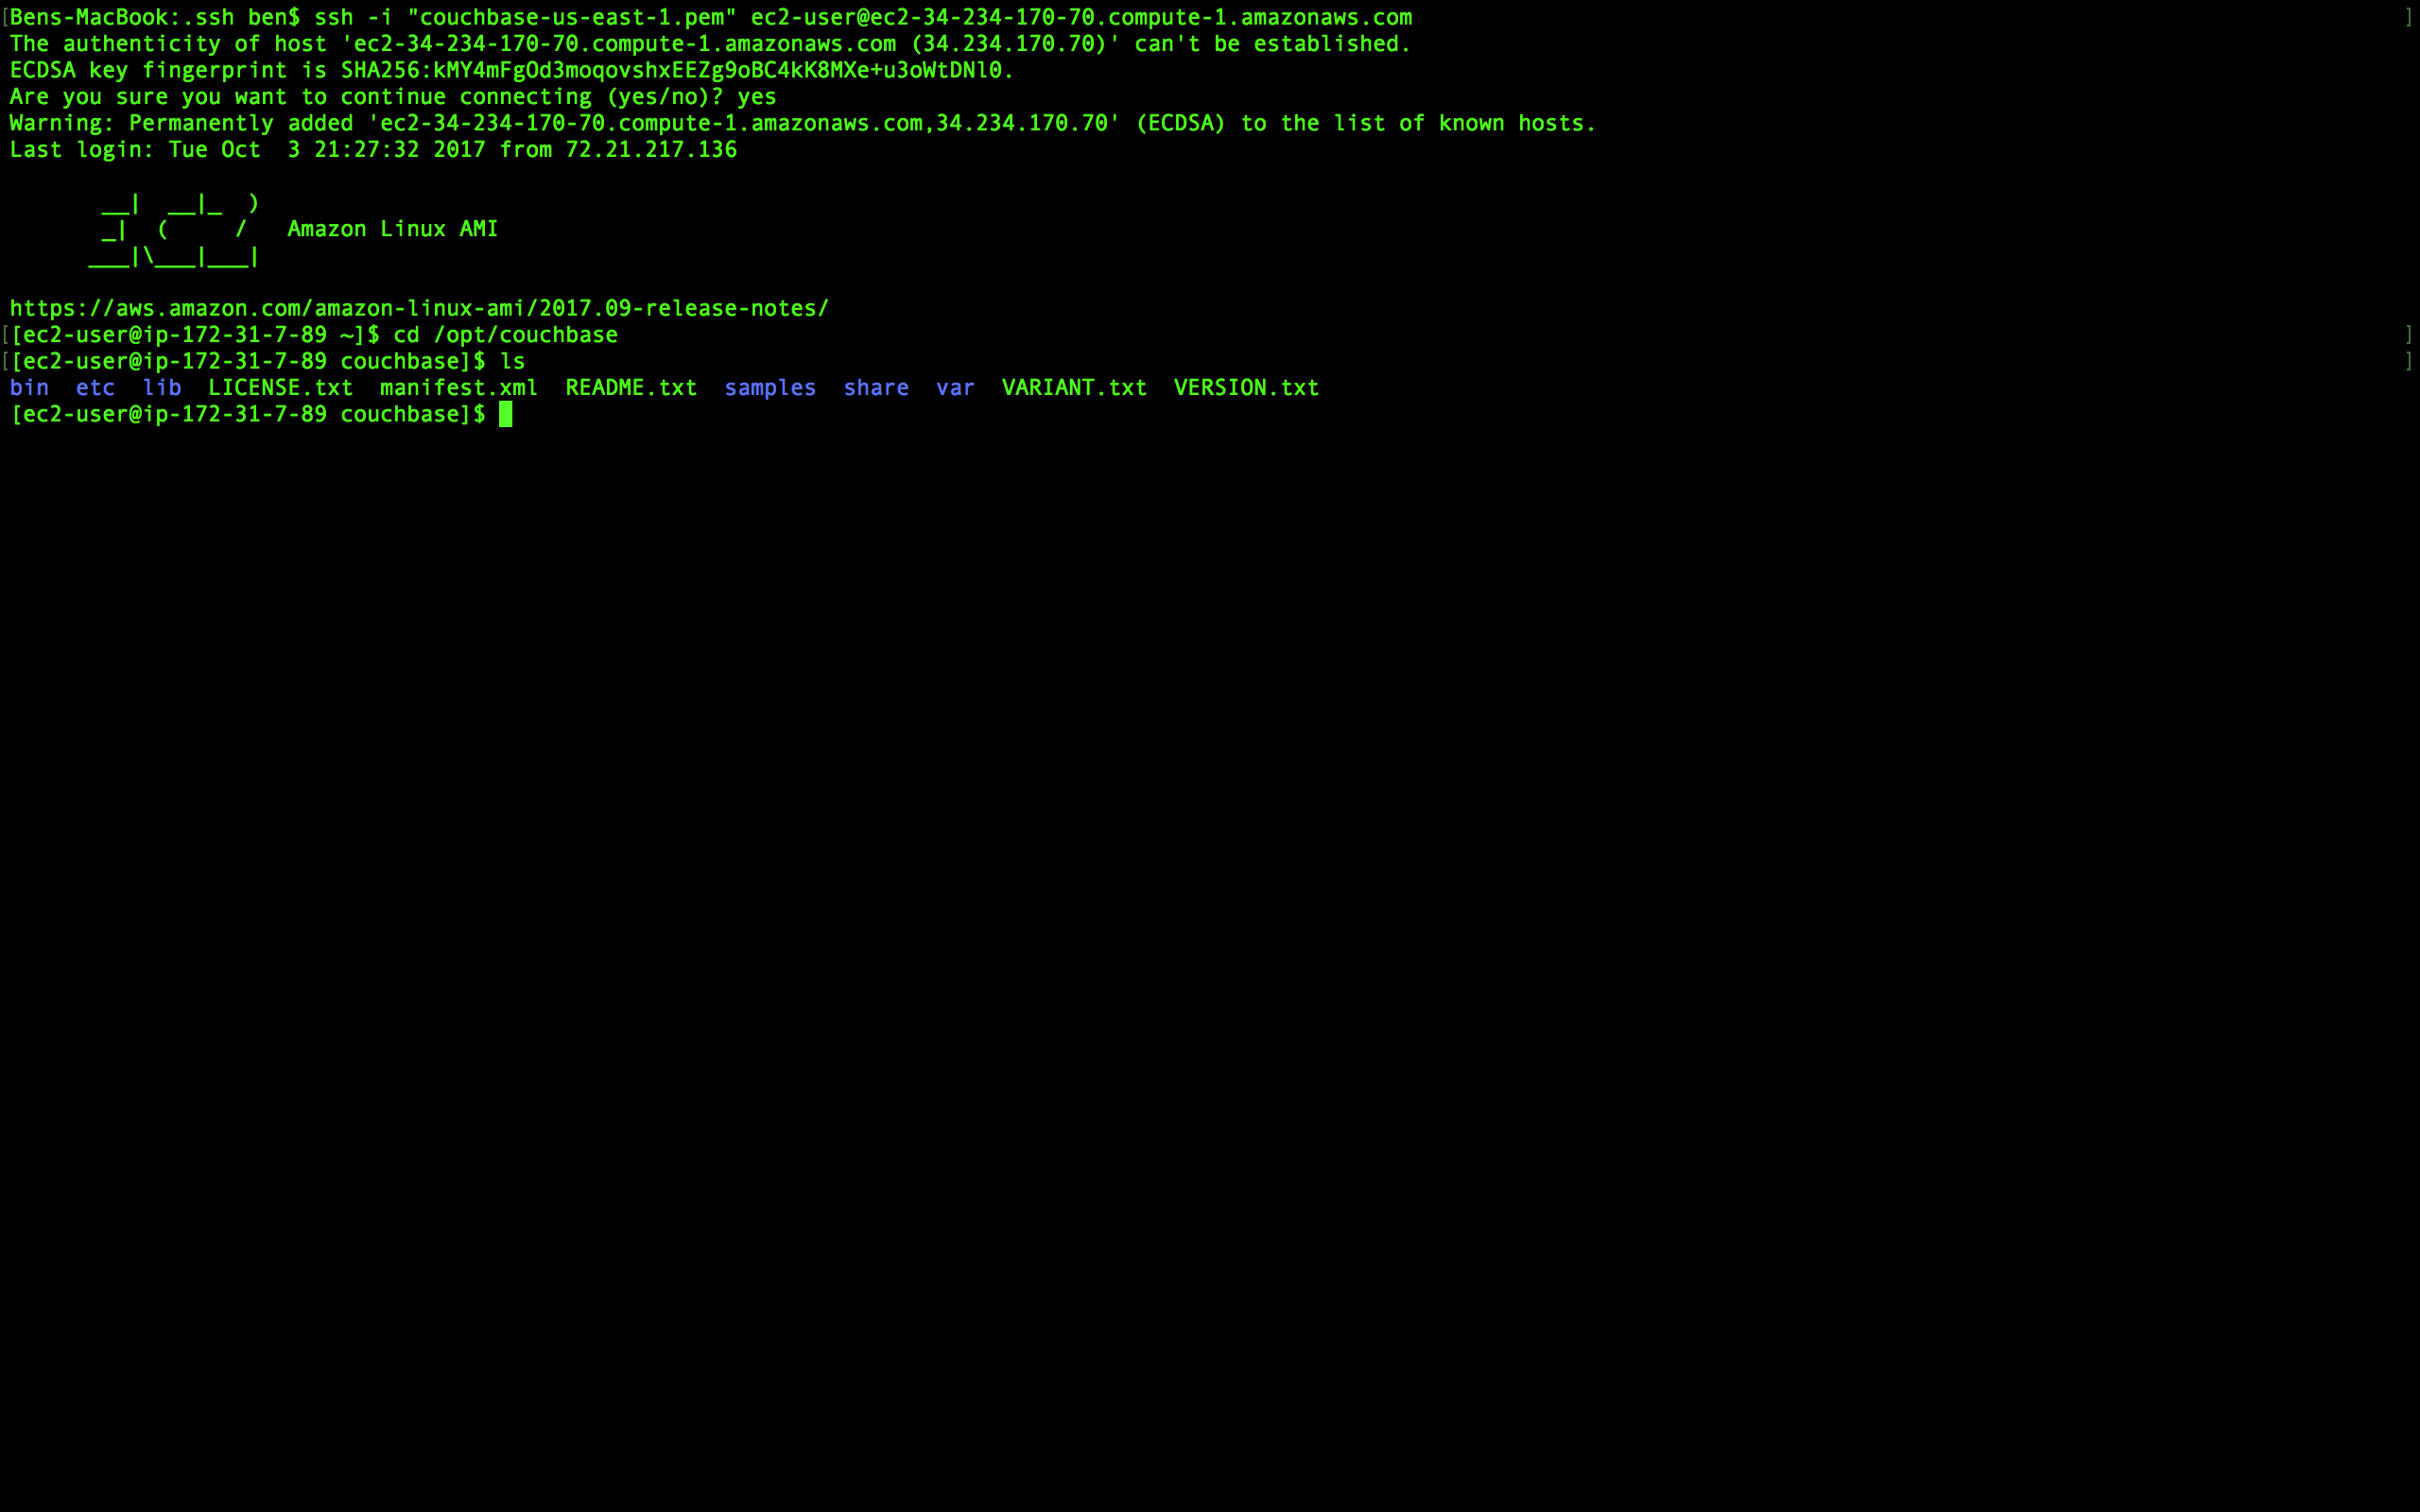 [Bens-MacBook:.ssh ben$ ssh -i "couchbase-us-east-1.pem" ec2-user@ec2-34-234-170-70.compute-1.amazonaws.com ]
The authenticity of host 'ec2-34-234-170-70.compute-1.amazonaws.com (34.234.170.70)' can't be established.
ECDSA key fingerprint is SHA256:kMY4mFgOd3moqovshxEEZg9oBC4kK8MXe+u3oWtDNl0.
Are you sure you want to continue connecting (yes/no)? yes
Warning: Permanently added 'ec2-34-234-170-70.compute-1.amazonaws.com,34.234.170.70' (ECDSA) to the list of known hosts.
Last login: Tue Oct  3 21:27:32 2017 from 72.21.217.136
       __|  __|_  )
       _|  (     /   Amazon Linux AMI
      ___|\___|___|
https://aws.amazon.com/amazon-linux-ami/2017.09-release-notes/
[[ec2-user@ip-172-31-7-89 ~]$ cd /opt/couchbase ]
[[ec2-user@ip-172-31-7-89 couchbase]$ ls ]
bin  etc  lib  LICENSE.txt  manifest.xml  README.txt  samples  share  var  VARIANT.txt  VERSION.txt
[ec2-user@ip-172-31-7-89 couchbase]$